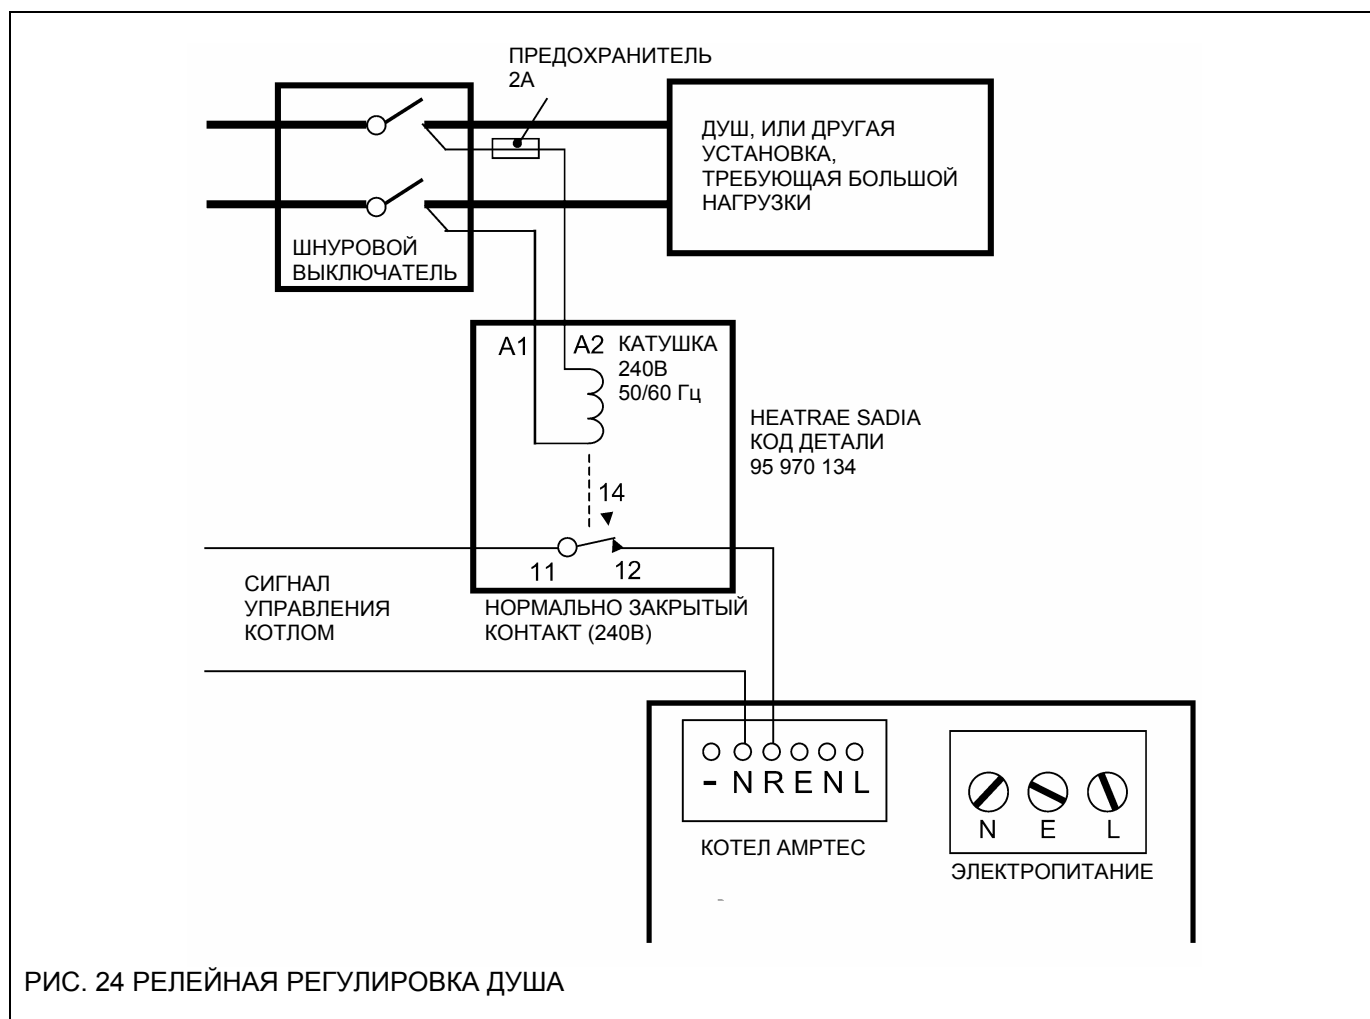 ПРЕДОХРАНИТЕЛЬ
2А
ДУШ, ИЛИ ДРУГАЯ
УСТАНОВКА,
ТРЕБУЮЩАЯ БОЛЬШОЙ
НАГРУЗКИ
ШНУРОВОЙ
ВЫКЛЮЧАТЕЛЬ
A1
A2
КАТУШКА
240В
50/60 Гц
HEATRAE SADIA
КОД ДЕТАЛИ
95 970 134
14
11
12
СИГНАЛ
УПРАВЛЕНИЯ
КОТЛОМ
НОРМАЛЬНО ЗАКРЫТЫЙ
КОНТАКТ (240В)
- N R E N L
N E L
КОТЕЛ AMPTEC
ЭЛЕКТРОПИТАНИЕ
РИС. 24 РЕЛЕЙНАЯ РЕГУЛИРОВКА ДУША